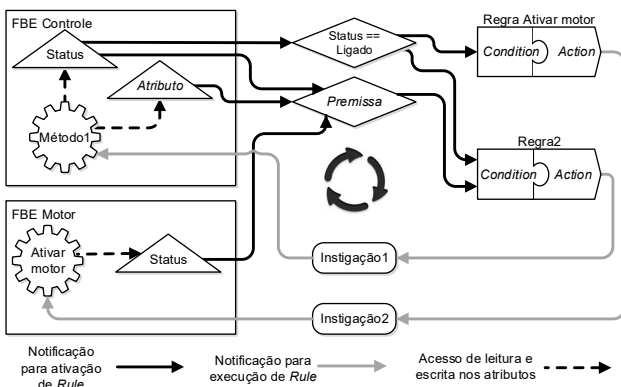 FBE Controle
Status
Atributo
Método1
Status ==
Ligado
Premissa
Regra Ativar motor
Condition
Action
Regra2
Condition
Action
FBE Motor
Ativar
motor
Status
Instigação1
Instigação2
Notificação
para ativação
de Rule
Notificação para
execução de Rule
Acesso de leitura e
escrita nos atributos